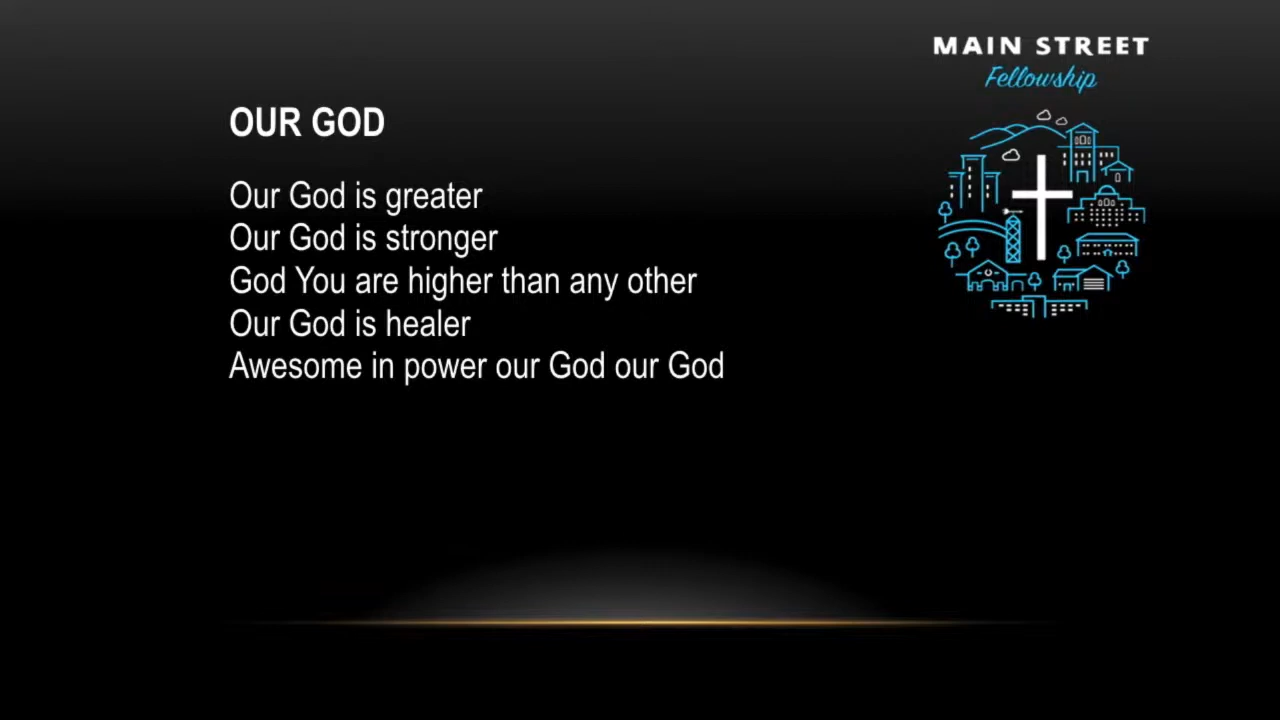 MAIN STREET
Fellowship
OUR GOD
Our God is greater
Our God is stronger
God You are higher than any other
Our God is healer
Awesome in power our God our God